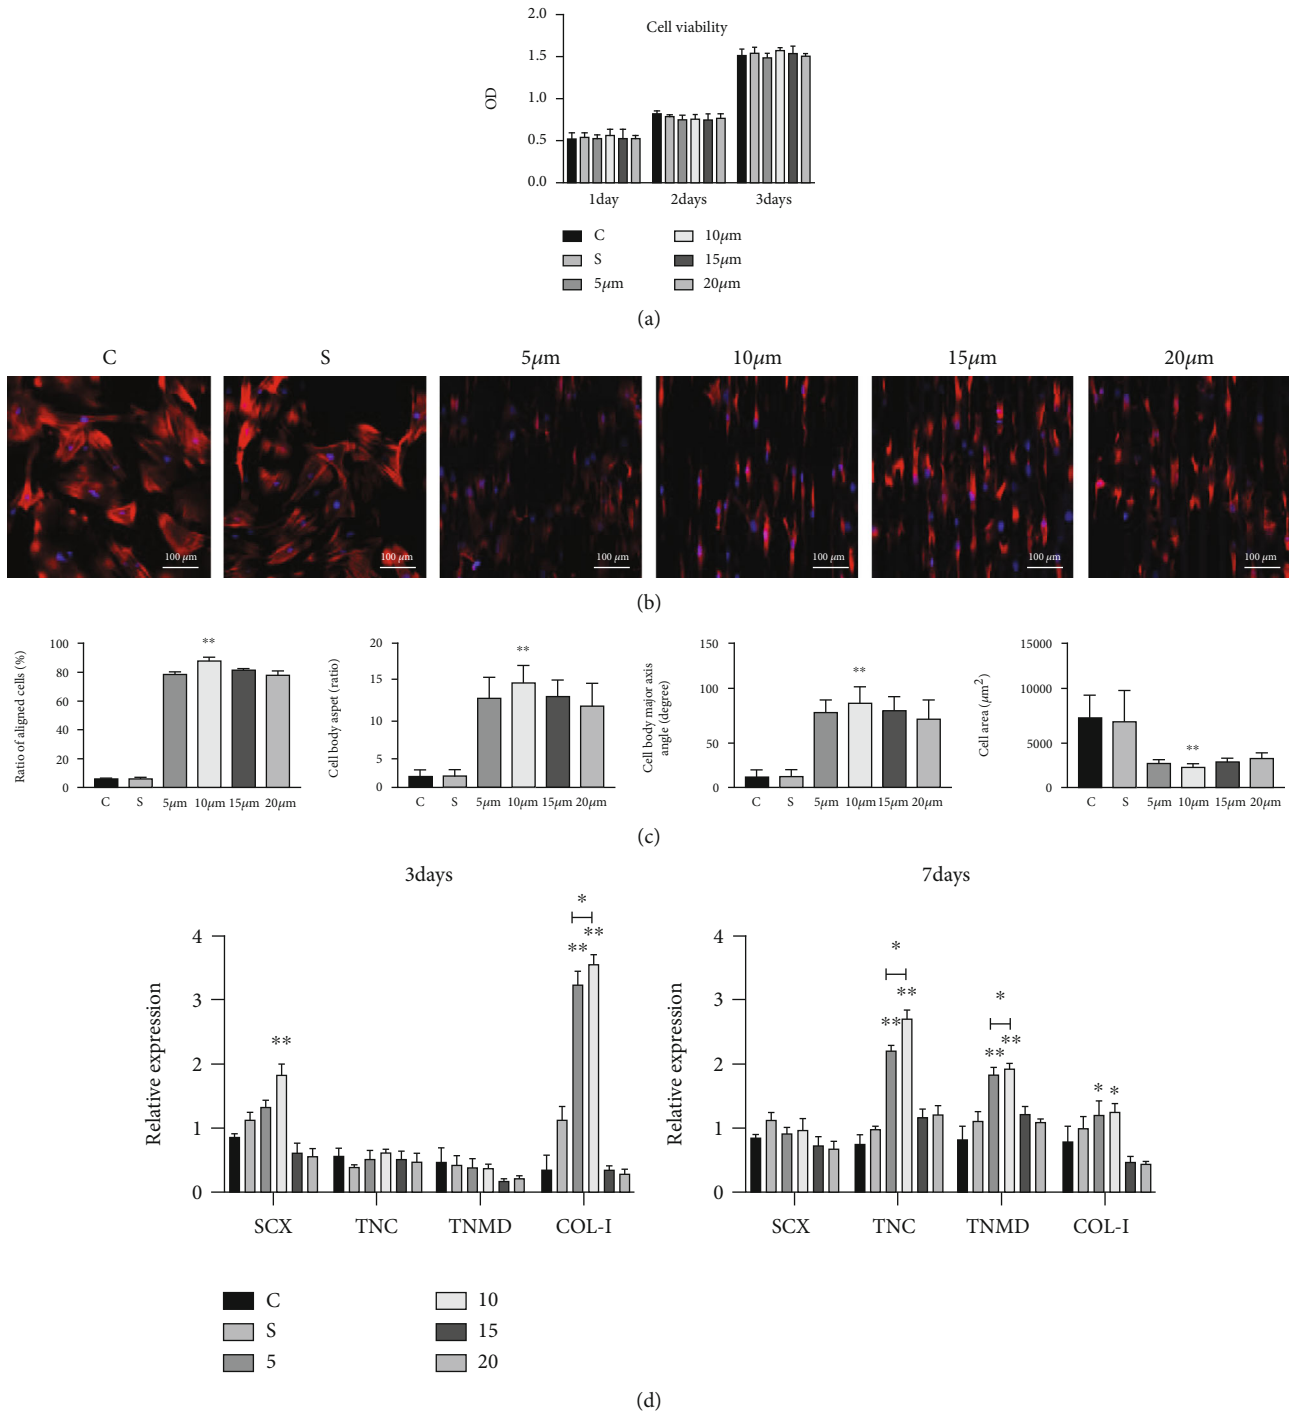 Cell viability
OD
2.0
1.5
1.0
0.5
0.0
1day 2days 3days
C 10μm
S 15μm
5μm 20μm
(a)
C S 5μm 10μm 15μm 20μm
100 μm 100 μm 100 μm 100 μm 100 μm 100 μm
(b)
Ratio of aligned cells (%)
100
80
60
40
20
0
**
C S 5μm 10μm 15μm 20μm
Cell body aspet (ratio)
20
15
10
5
0
**
C S 5μm 10μm 15μm 20μm
Cell body major axis
angle (degree)
150
100
50
0
**
C S 5μm 10μm 15μm 20μm
Cell area (μm²)
15000
10000
5000
0
**
C S 5μm 10μm 15μm 20μm
(c)
3days
Relative expression
4
3
2
1
0
**
*
** **
SCX TNC TNMD COL-I
7days
Relative expression
4
3
2
1
0
*
** **
*
** **
* *
SCX TNC TNMD COL-I
C 10
S 15
5 20
(d)